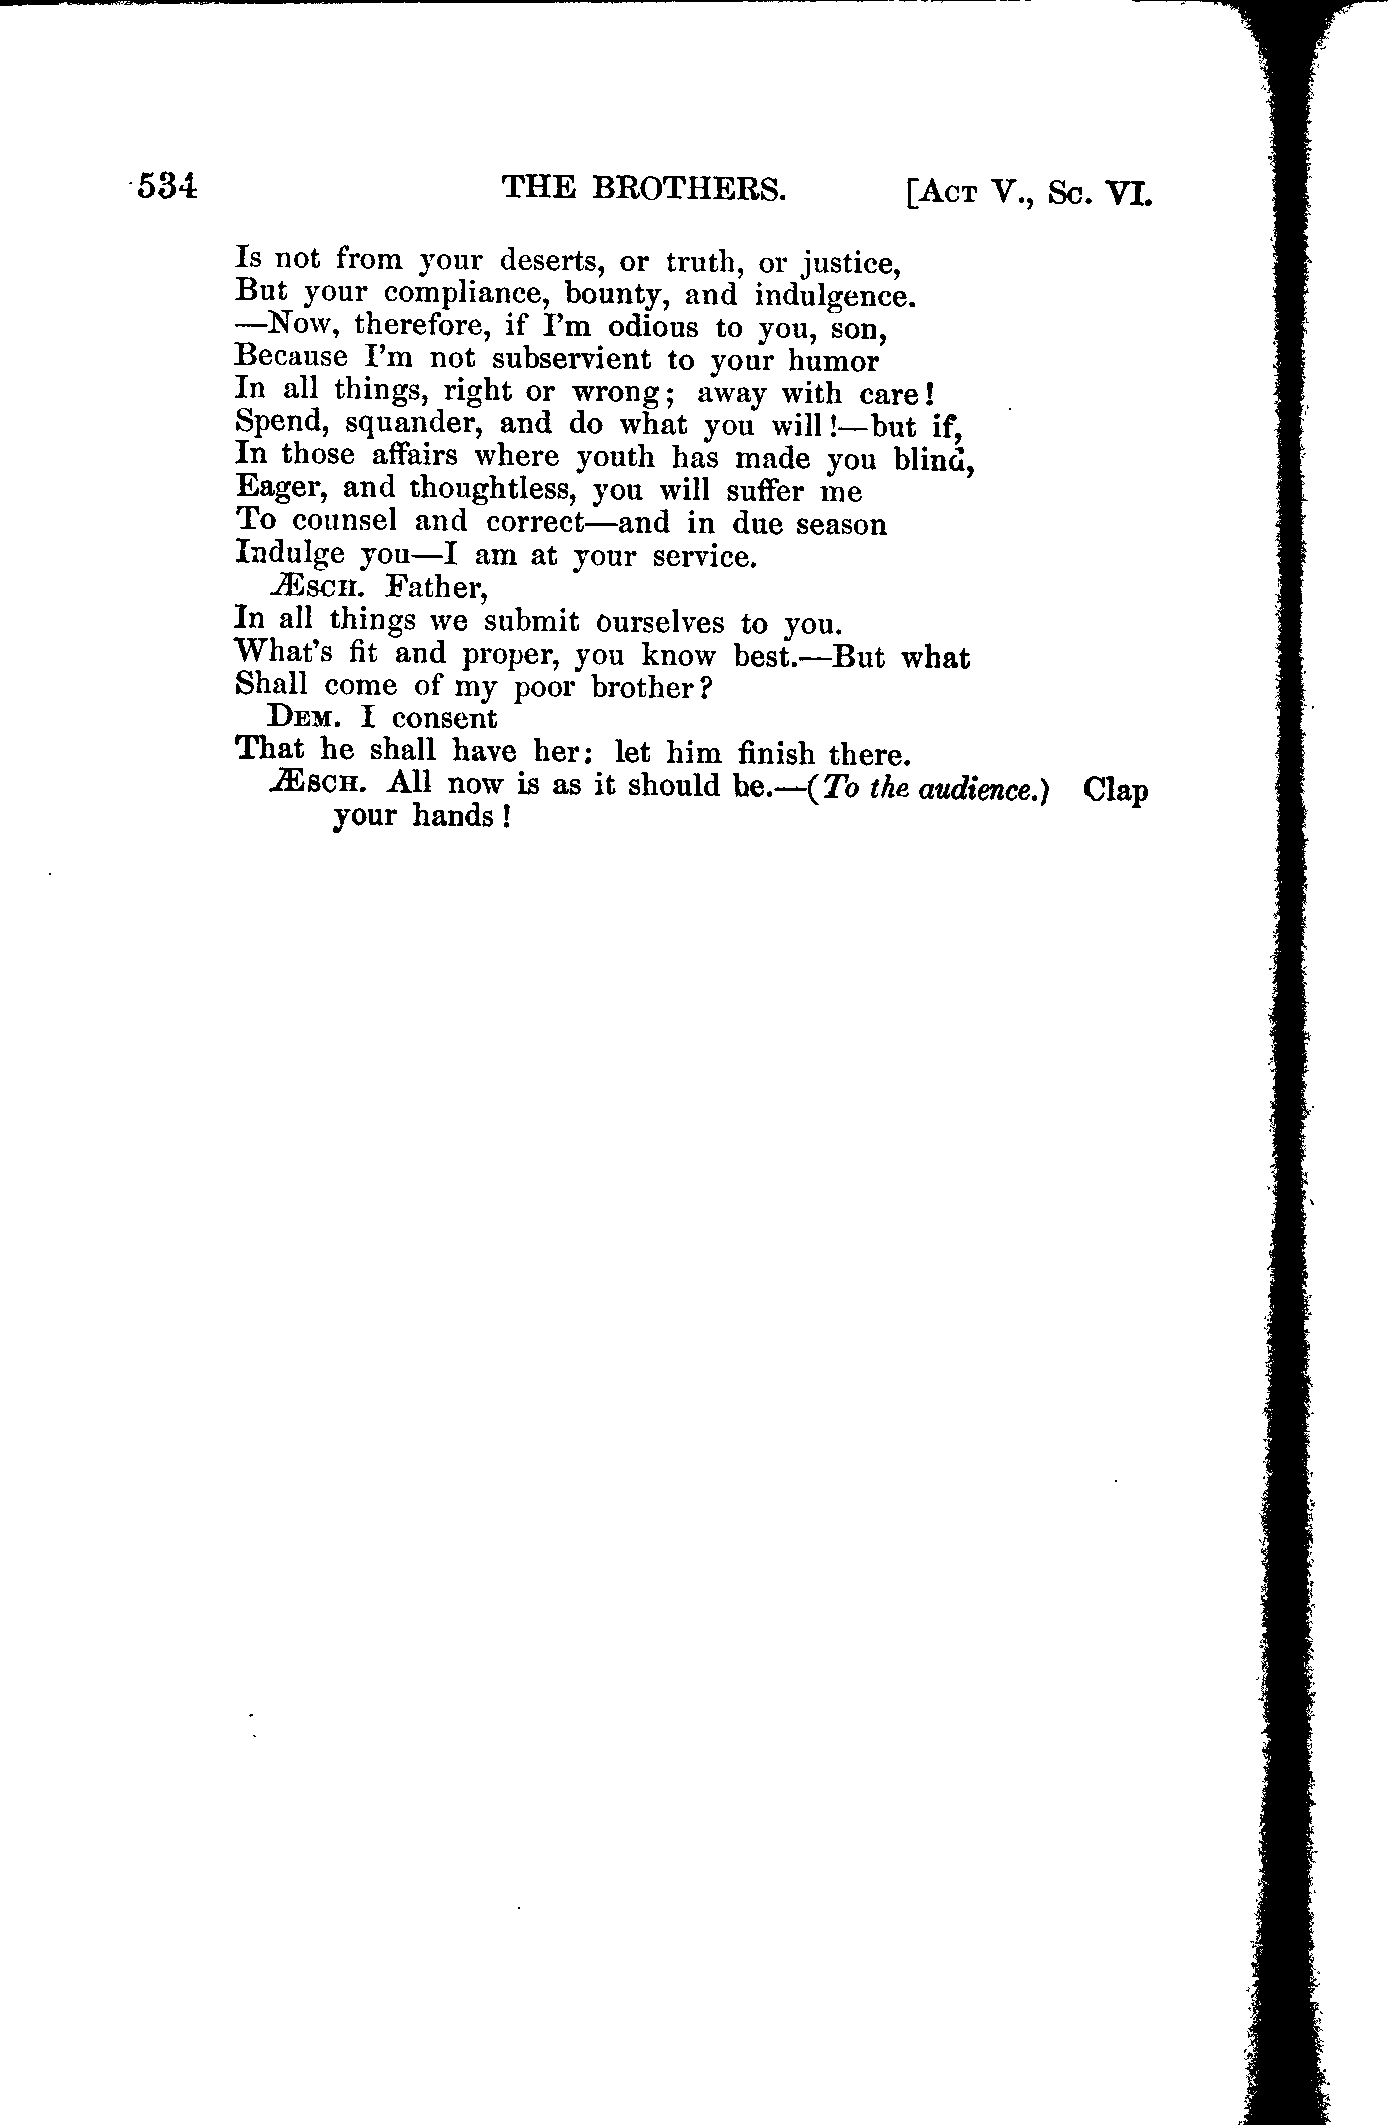 534 THE BROTHERS. [ACT V., Sc. VI.
Is not from your deserts, or truth, or justice,
But your compliance, bounty, and indulgence.
—Now, therefore, if I'm odious to you, son,
Because I'm not subservient to your humor
In all things, right or wrong; away with care!
Spend, squander, and do what you will!—but if,
In those affairs where youth has made you blind,
Eager, and thoughtless, you will suffer me
To counsel and correct—and in due season
Indulge you—I am at your service.
ÆSCH. Father,
In all things we submit ourselves to you.
What's fit and proper, you know best.—But what
Shall come of my poor brother?
DEM. I consent
That he shall have her: let him finish there.
ÆSCH. All now is as it should be.—(To the audience.) Clap
your hands!